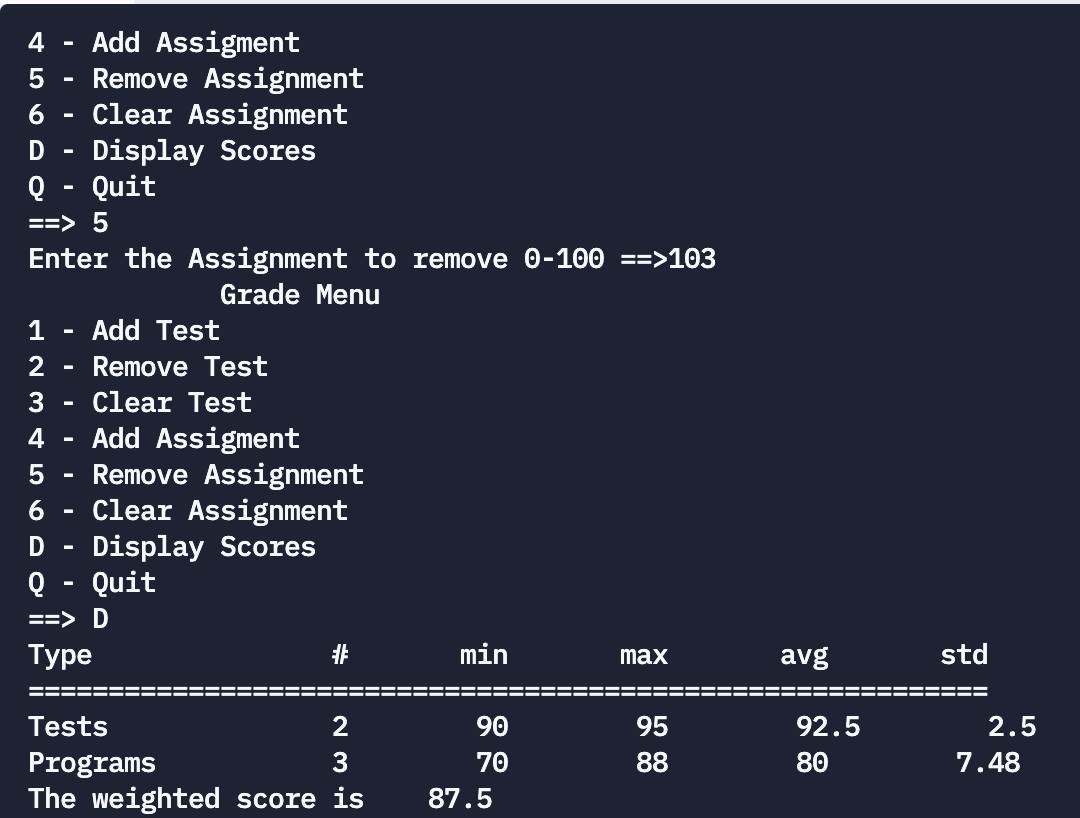 4 - Add Assigment
5 - Remove Assignment
6 - Clear Assignment
D - Display Scores
Q - Quit
==> 5
Enter the Assignment to remove 0-100 ==>103
            Grade Menu
1 - Add Test
2 - Remove Test
3 - Clear Test
4 - Add Assigment
5 - Remove Assignment
6 - Clear Assignment
D - Display Scores
Q - Quit
==> D
Type               #       min       max       avg       std
============================================================
Tests              2        90        95        92.5        2.5
Programs           3        70        88        80        7.48
The weighted score is    87.5